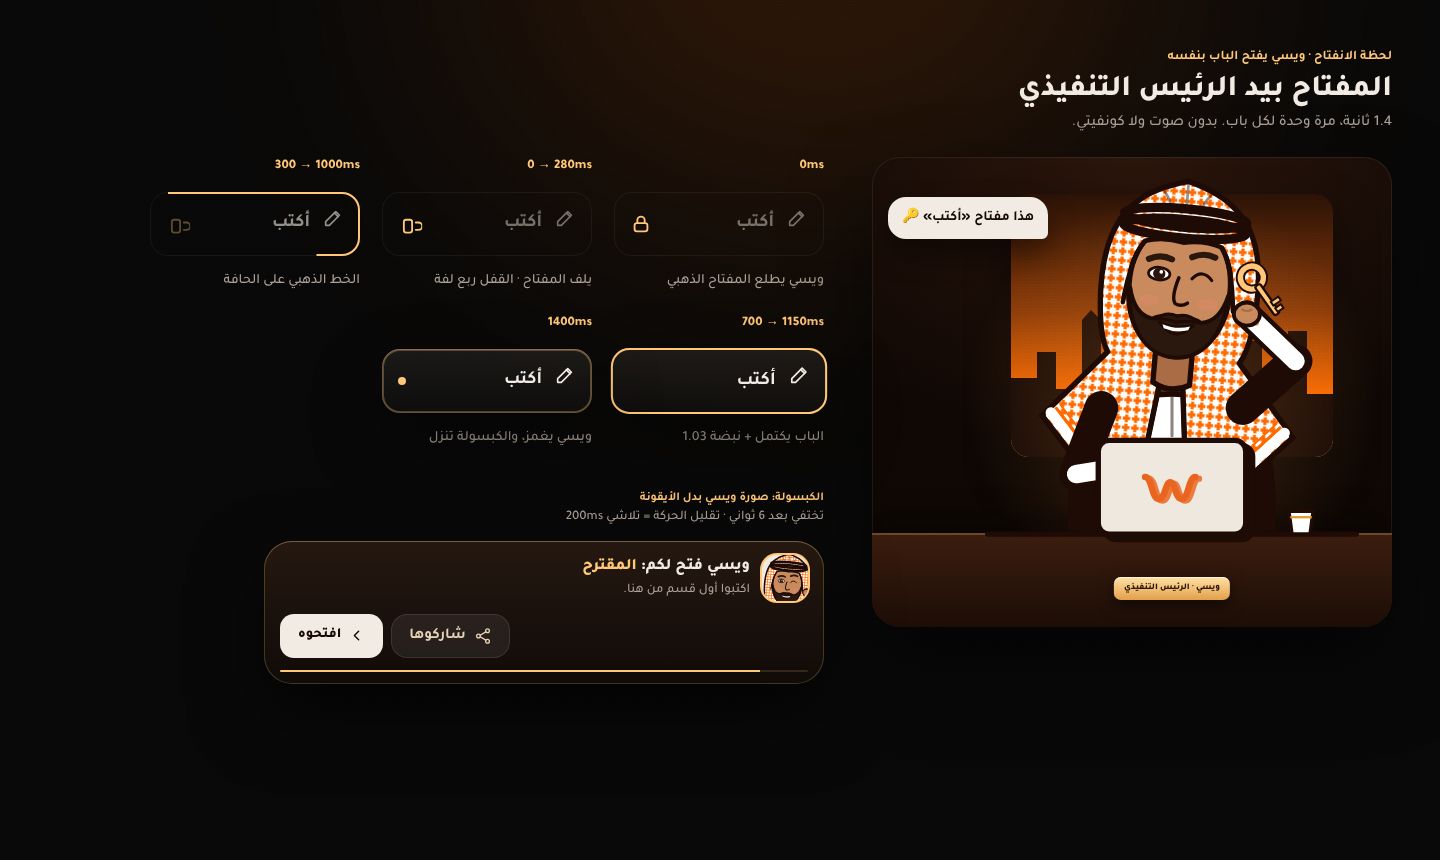 لحظة الانفتاح · ويسي يفتح الباب بنفسه
المفتاح بيد الرئيس التنفيذي
1.4 ثانية، مرة وحدة لكل باب. بدون صوت ولا كونفيتي.
هذا مفتاح «أكتب» 🔑
ويسي · الرئيس التنفيذي
0ms
أكتب
ويسي يطلع المفتاح الذهبي
0 → 280ms
أكتب
يلف المفتاح · القفل ربع لفة
300 → 1000ms
أكتب
الخط الذهبي على الحافة
700 → 1150ms
أكتب
الباب يكتمل + نبضة 1.03
1400ms
أكتب
ويسي يغمز، والكبسولة تنزل
الكبسولة: صورة ويسي بدل الأيقونة
تختفي بعد 6 ثواني · تقليل الحركة = تلاشي 200ms
ويسي فتح لكم: المقترح
اكتبوا أول قسم من هنا.
شاركوها
افتحوه